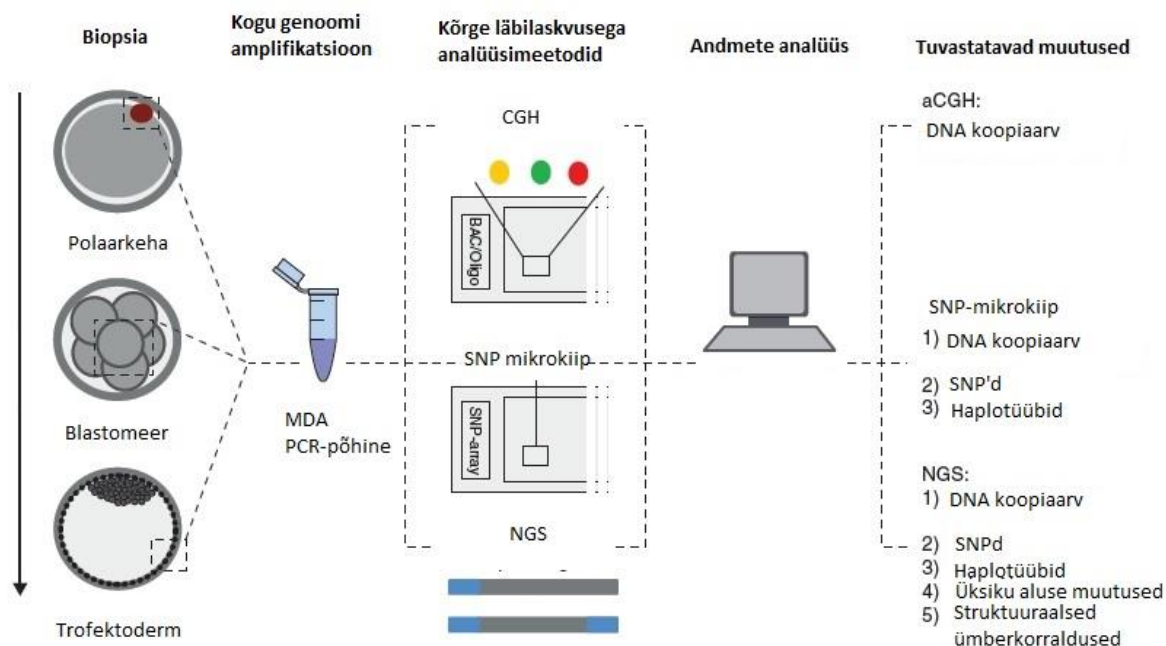 Biopsia
Kogu genoomi
amplifikatsioon
Kõrge läbilaskvusega
analüüsimeetodid
Andmete analüüs
Tuvastatavad muutused
Polaarkeha
Blastomeer
Trofektoderm
MDA
PCR-põhine
CGH
BAC/Oligo
SNP mikrokiip
SNP-array
NGS
aCGH:
DNA koopiaarv
SNP-mikrokiip
1) DNA koopiaarv
2) SNP'd
3) Haplotüübid
NGS:
1) DNA koopiaarv
2) SNPd
3) Haplotüübid
4) Üksiku aluse muutused
5) Struktuuraalsed
ümberkorraldused